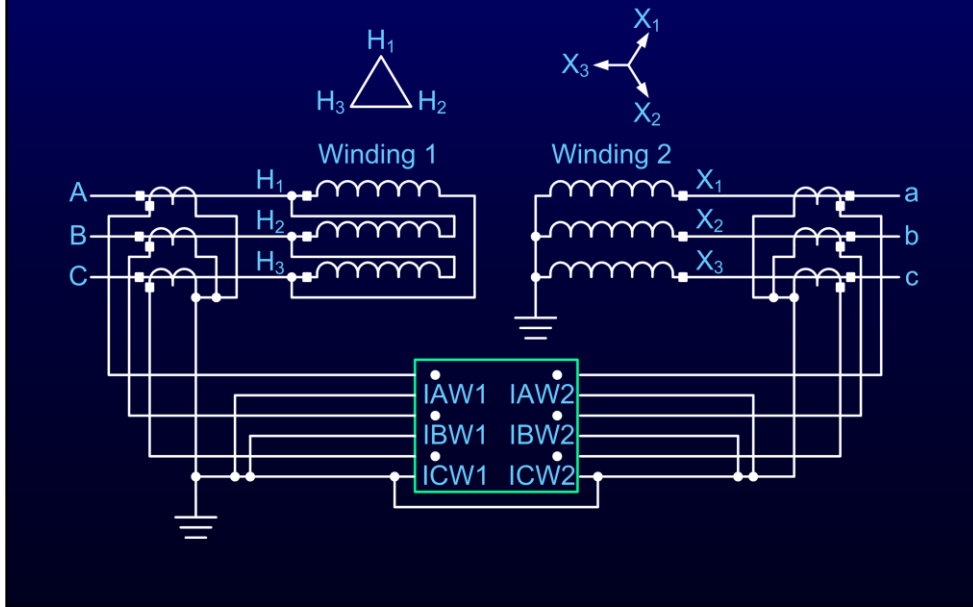 H₁
H₃ H₂
X₁
X₃
X₂
Winding 1 Winding 2
A H₁ X₁ a
B H₂ X₂ b
C H₃ X₃ c
IAW1 IAW2
IBW1 IBW2
ICW1 ICW2